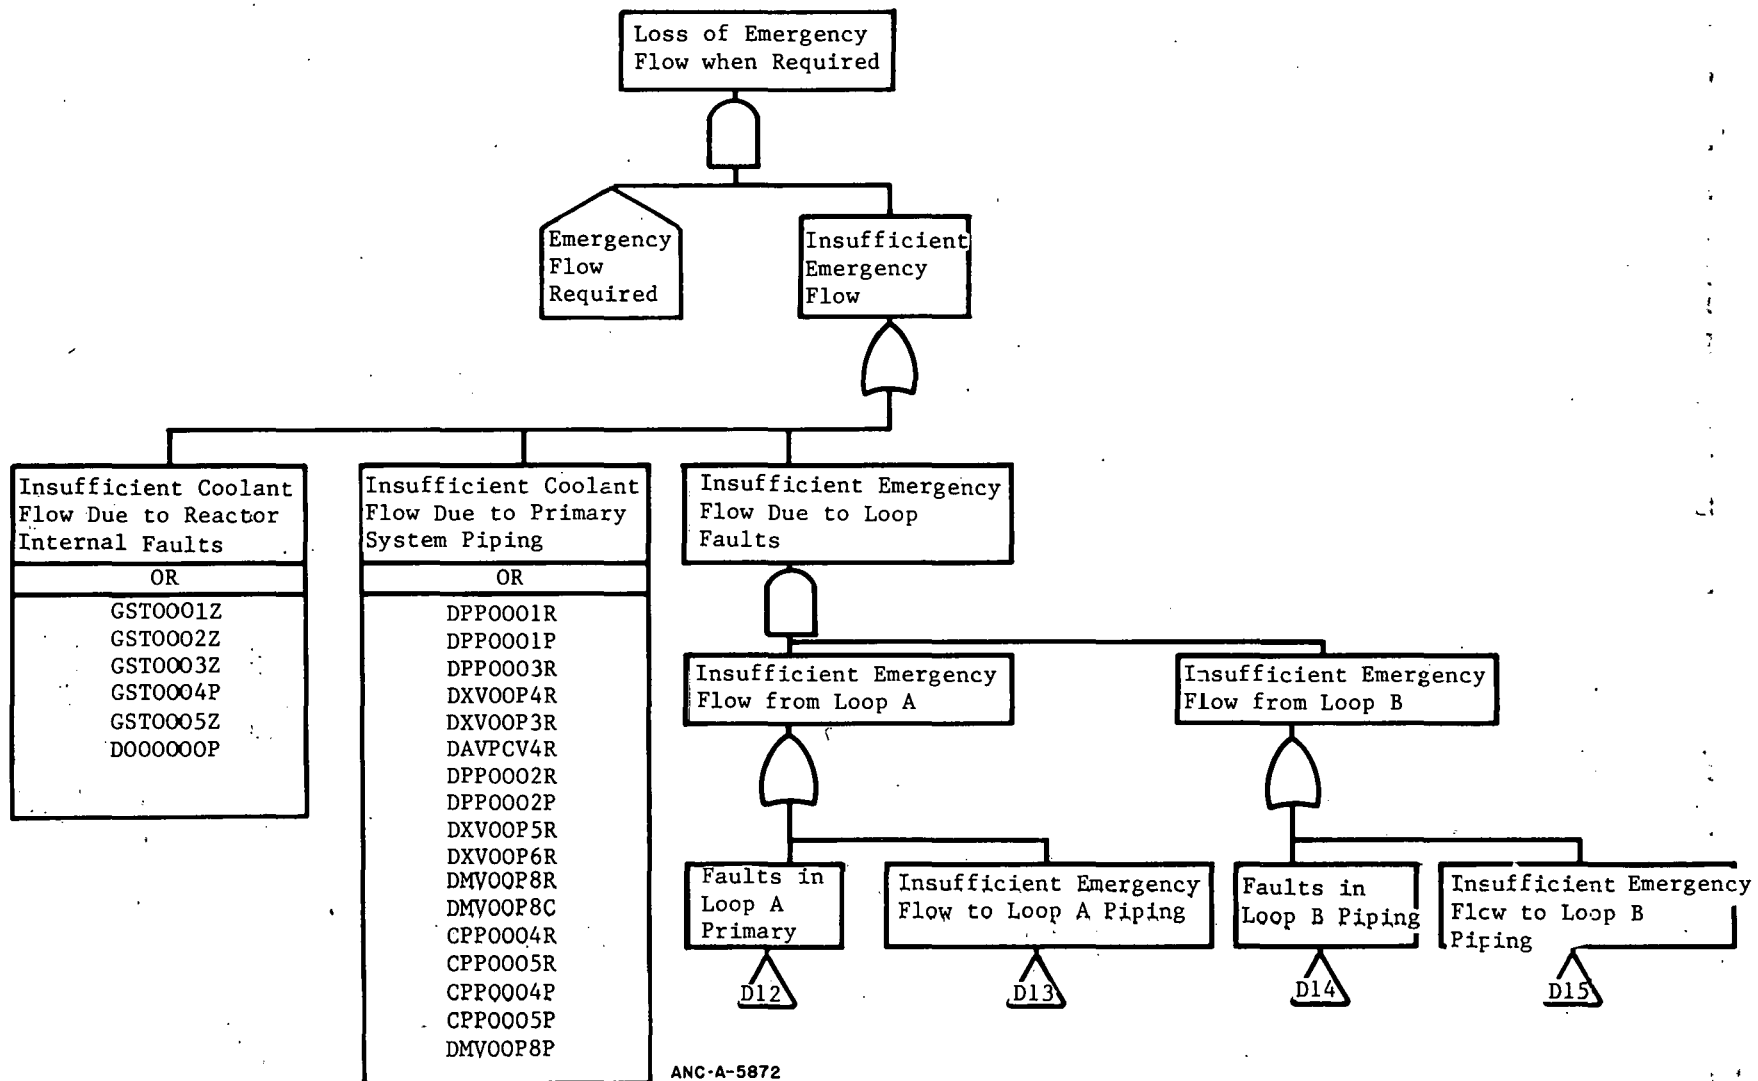 Loss of Emergency
Flow when Required
Emergency
Flow
Required
Insufficient
Emergency
Flow
Insufficient Coolant
Flow Due to Reactor
Internal Faults
OR
GST0001Z
GST0002Z
GST0003Z
GST0004P
GST0005Z
D000000P
Insufficient Coolant
Flow Due to Primary
System Piping
OR
DPP0001R
DPP0001P
DPP0003R
DXV00P4R
DXV00P3R
DAVPCV4R
DPP0002R
DPP0002P
DXV00P5R
DXV00P6R
DMV00P8R
DMV00P8C
CPP0004R
CPP0005R
CPP0004P
CPP0005P
DMV00P8P
Insufficient Emergency
Flow Due to Loop
Faults
Insufficient Emergency
Flow from Loop A
Insufficient Emergency
Flow from Loop B
Faults in
Loop A
Primary
D12
Insufficient Emergency
Flow to Loop A Piping
D13
Faults in
Loop B Piping
D14
Insufficient Emergency
Flow to Loop B
Piping
D15
ANC-A-5872